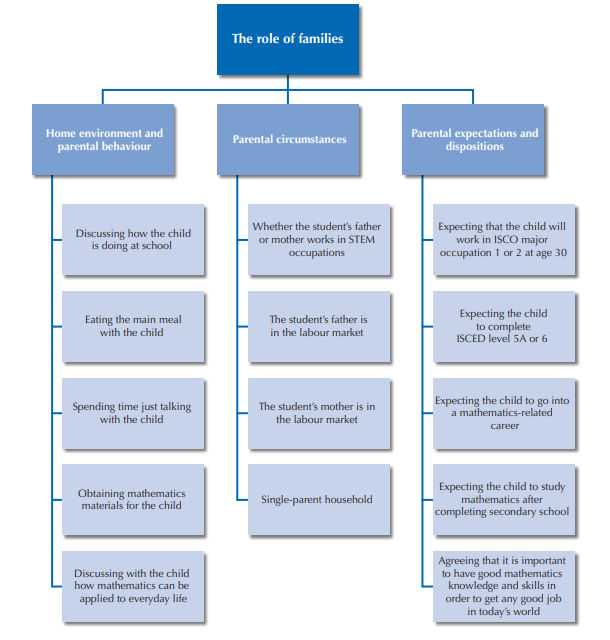 The role of families
Home environment and
parental behaviour
Parental circumstances
Parental expectations and
dispositions
Discussing how the child
is doing at school
Eating the main meal
with the child
Spending time just talking
with the child
Obtaining mathematics
materials for the child
Discussing with the child
how mathematics can be
applied to everyday life
Whether the student's father
or mother works in STEM
occupations
The student's father is
in the labour market
The student's mother is in
the labour market
Single-parent household
Expecting that the child will
work in ISCO major
occupation 1 or 2 at age 30
Expecting the child
to complete
ISCED level 5A or 6
Expecting the child to go into
a mathematics-related
career
Expecting the child to study
mathematics after
completing secondary school
Agreeing that it is important
to have good mathematics
knowledge and skills in
order to get any good job
in today's world